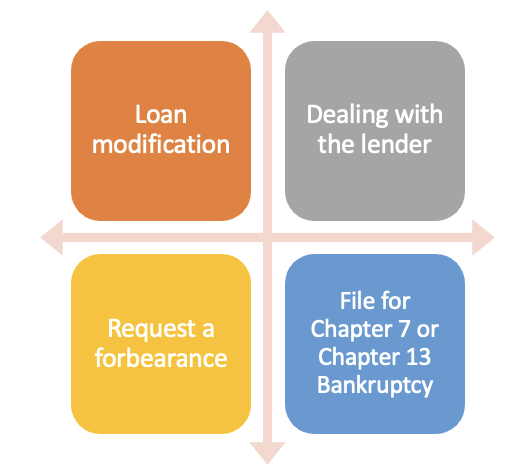 Loan
modification
Dealing with
the lender
Request a
forbearance
File for
Chapter 7 or
Chapter 13
Bankruptcy